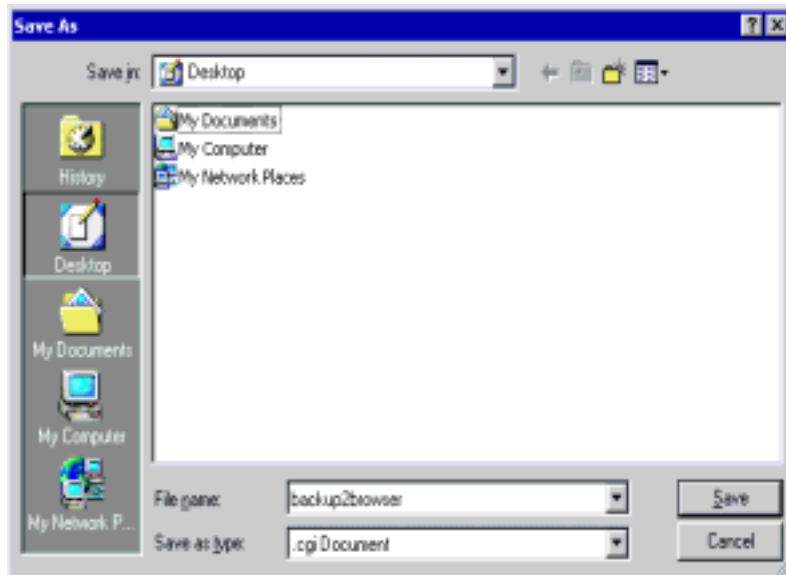 Save As
Save in: Desktop
My Documents
My Computer
My Network Places
History
Desktop
My Documents
My Computer
My Network P...
File name: backup2browser Save
Save as type: .cgi Document Cancel